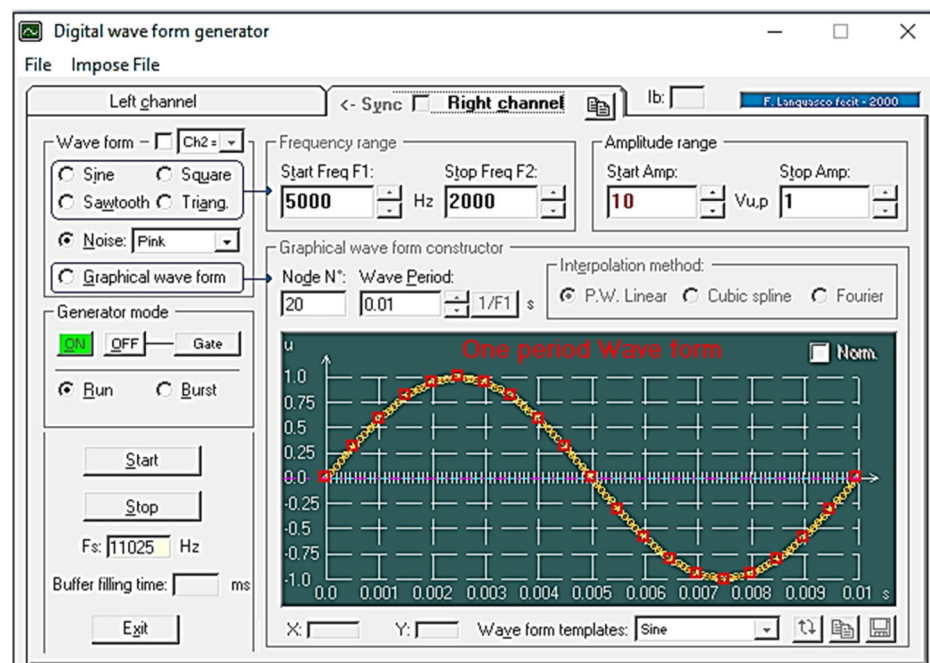 Digital wave form generator
File Impose File
Left channel
<- Sync Right channel
Ib:
F. Languasco fecit - 2000
Wave form - Ch2 =
Sine Square
Sawtooth Triang.
Noise: Pink
Graphical wave form
Frequency range
Start Freq F1: Stop Freq F2:
5000 Hz 2000
Amplitude range
Start Amp: Stop Amp:
10 Vu,p 1
Graphical wave form constructor
Node N°: Wave Period:
20 0.01 1/F1 s
Interpolation method:
P.W. Linear Cubic spline Fourier
Generator mode
ON OFF Gate
Run Burst
Start
Stop
Fs: 11025 Hz
Buffer filling time: ms
Exit
u One period Wave form Norm.
1.0
0.75
0.5
0.25
0.0
-0.25
-0.5
-0.75
-1.0
0.0 0.001 0.002 0.003 0.004 0.005 0.006 0.007 0.008 0.009 0.01 s
X: Y: Wave form templates: Sine